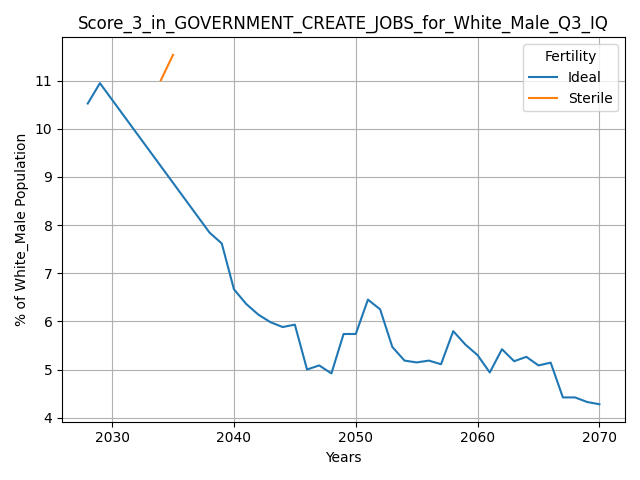 Score_3_in_GOVERNMENT_CREATE_JOBS_for_White_Male_Q3_IQ
Fertility
Ideal
Sterile
% of White_Male Population
11
10
9
8
7
6
5
4
2030 2040 2050 2060 2070
Years